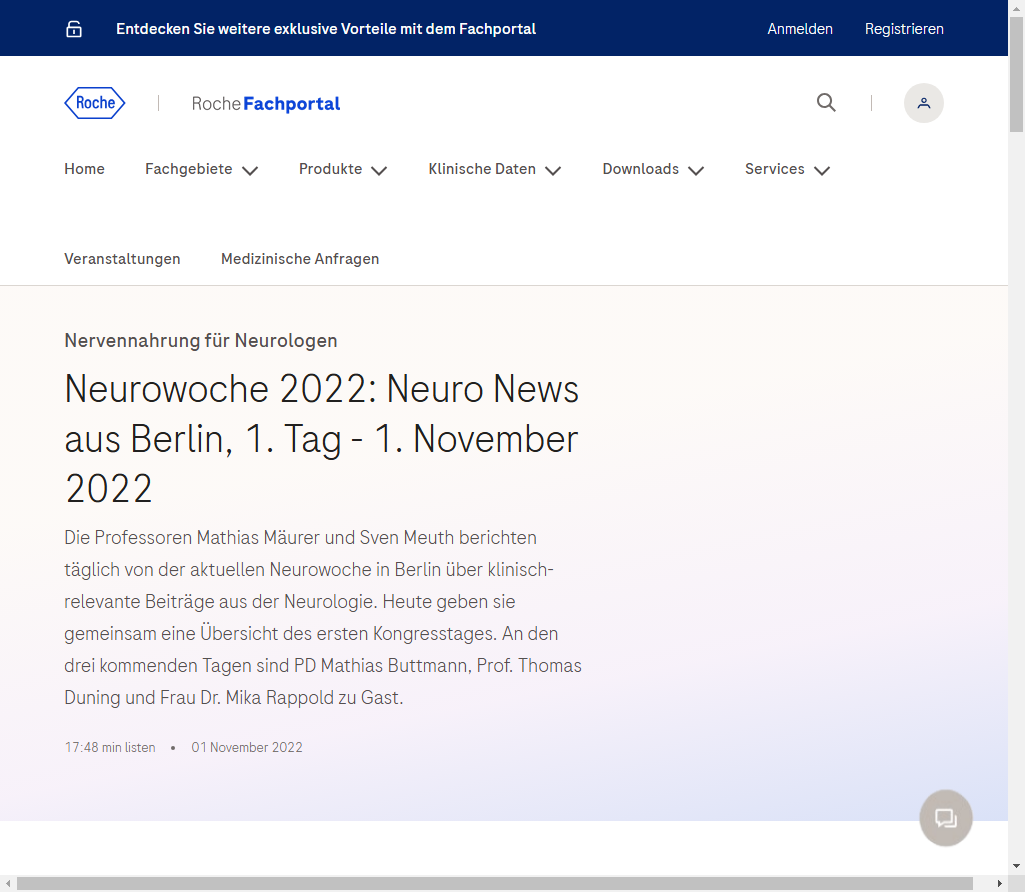 Entdecken Sie weitere exklusive Vorteile mit dem Fachportal
Anmelden
Registrieren
Roche
Roche Fachportal
Home
Fachgebiete
Produkte
Klinische Daten
Downloads
Services
Veranstaltungen
Medizinische Anfragen
Nervennahrung für Neurologen
Neurowoche 2022: Neuro News
aus Berlin, 1. Tag - 1. November
2022
Die Professoren Mathias Mäurer und Sven Meuth berichten
täglich von der aktuellen Neurowoche in Berlin über klinisch-
relevante Beiträge aus der Neurologie. Heute geben sie
gemeinsam eine Übersicht des ersten Kongresstages. An den
drei kommenden Tagen sind PD Mathias Buttmann, Prof. Thomas
Duning und Frau Dr. Mika Rappold zu Gast.
17:48 min listen • 01 November 2022